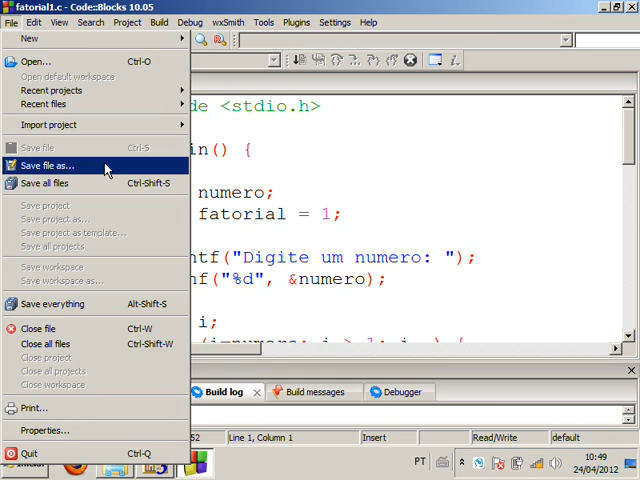 fatorial1.c - Code::Blocks 10.05
File Edit View Search Project Build Debug wxSmith Tools Plugins Settings Help
New
Open... Ctrl-O
Open default workspace
Recent projects
Recent files
Import project
Save file Ctrl-S
Save file as...
Save all files Ctrl-Shift-S
Save project
Save project as...
Save project as template...
Save all projects
Save workspace
Save workspace as...
Save everything Alt-Shift-S
Close file Ctrl-W
Close all files Ctrl-Shift-W
Close project
Close all projects
Close workspace
Print...
Properties...
Quit Ctrl-Q
de <stdio.h>
in() {
numero;
fatorial = 1;
ntf("Digite um numero: ");
nf("%d", &numero);
i;
Build log Build messages Debugger
52 Line 1, Column 1 Insert Read/Write default
PT 10:49
24/04/2012